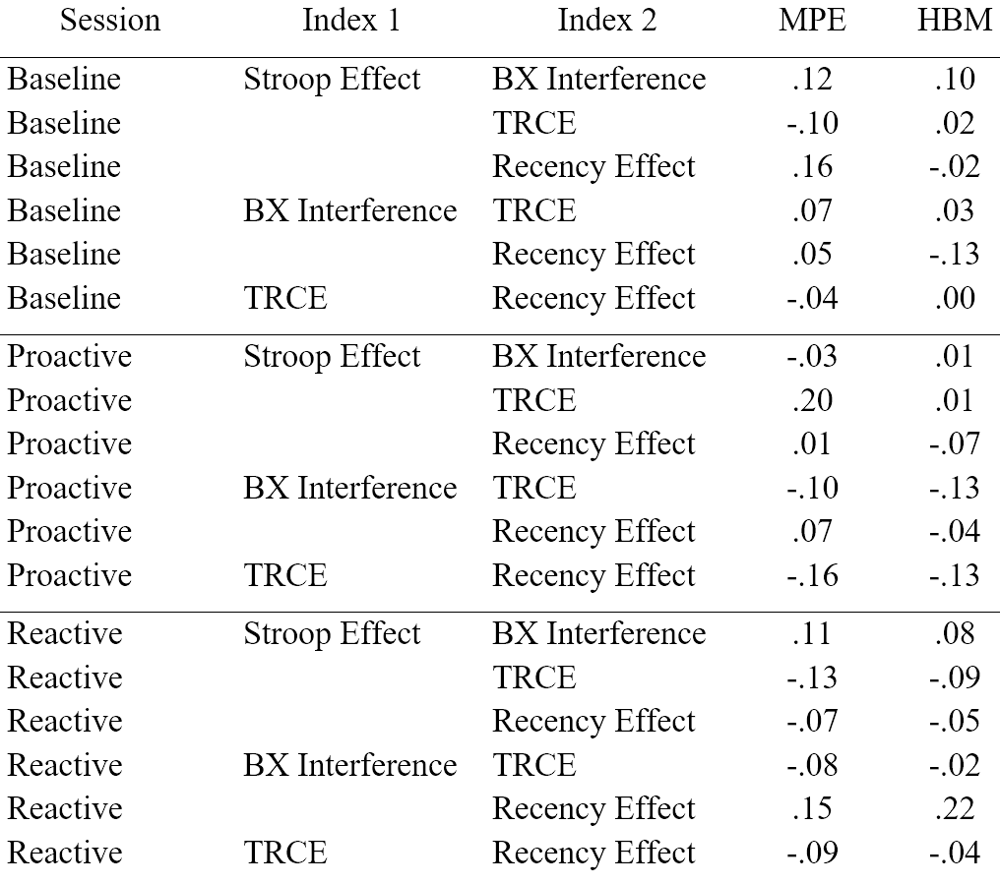 Session Index 1 Index 2 MPE HBM
Baseline Stroop Effect BX Interference .12 .10
Baseline TRCE -.10 .02
Baseline Recency Effect .16 -.02
Baseline BX Interference TRCE .07 .03
Baseline Recency Effect .05 -.13
Baseline TRCE Recency Effect -.04 .00
Proactive Stroop Effect BX Interference -.03 .01
Proactive TRCE .20 .01
Proactive Recency Effect .01 -.07
Proactive BX Interference TRCE -.10 -.13
Proactive Recency Effect .07 -.04
Proactive TRCE Recency Effect -.16 -.13
Reactive Stroop Effect BX Interference .11 .08
Reactive TRCE -.13 -.09
Reactive Recency Effect -.07 -.05
Reactive BX Interference TRCE -.08 -.02
Reactive Recency Effect .15 .22
Reactive TRCE Recency Effect -.09 -.04